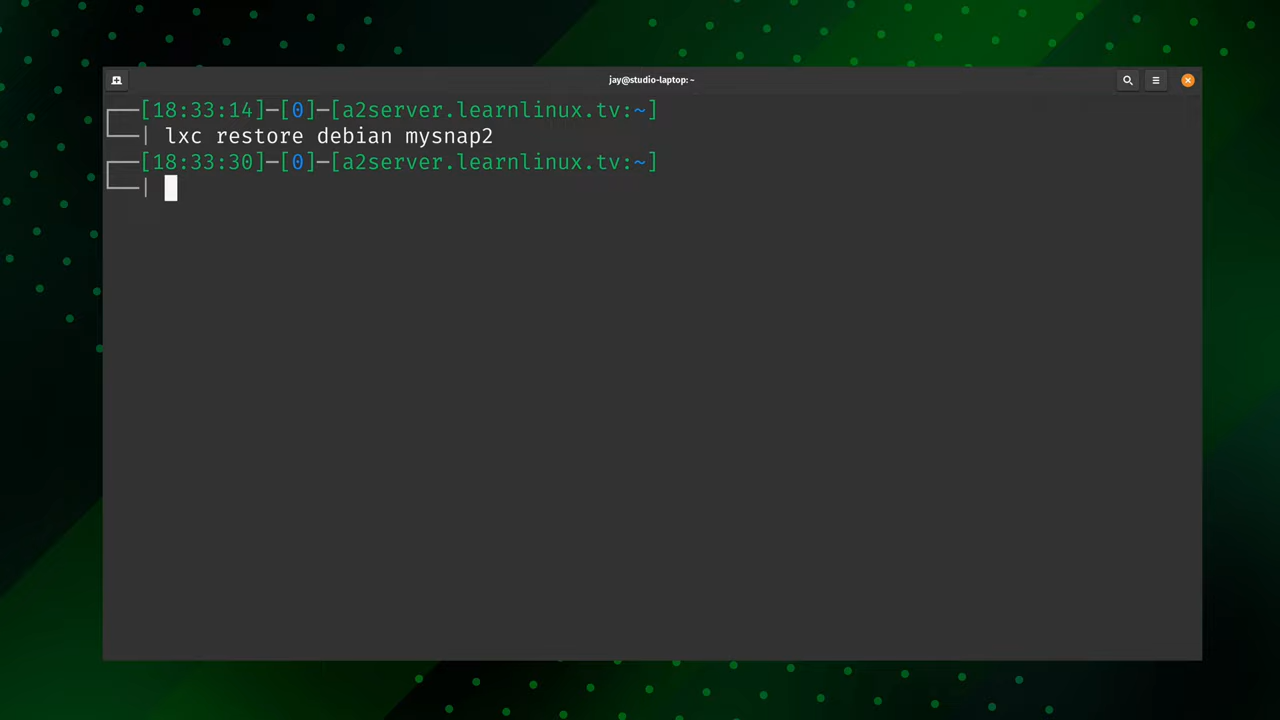 jay@studio-laptop: ~
┌──[18:33:14]─[0]─[a2server.learnlinux.tv:~]
└──| lxc restore debian mysnap2
┌──[18:33:30]─[0]─[a2server.learnlinux.tv:~]
└──|